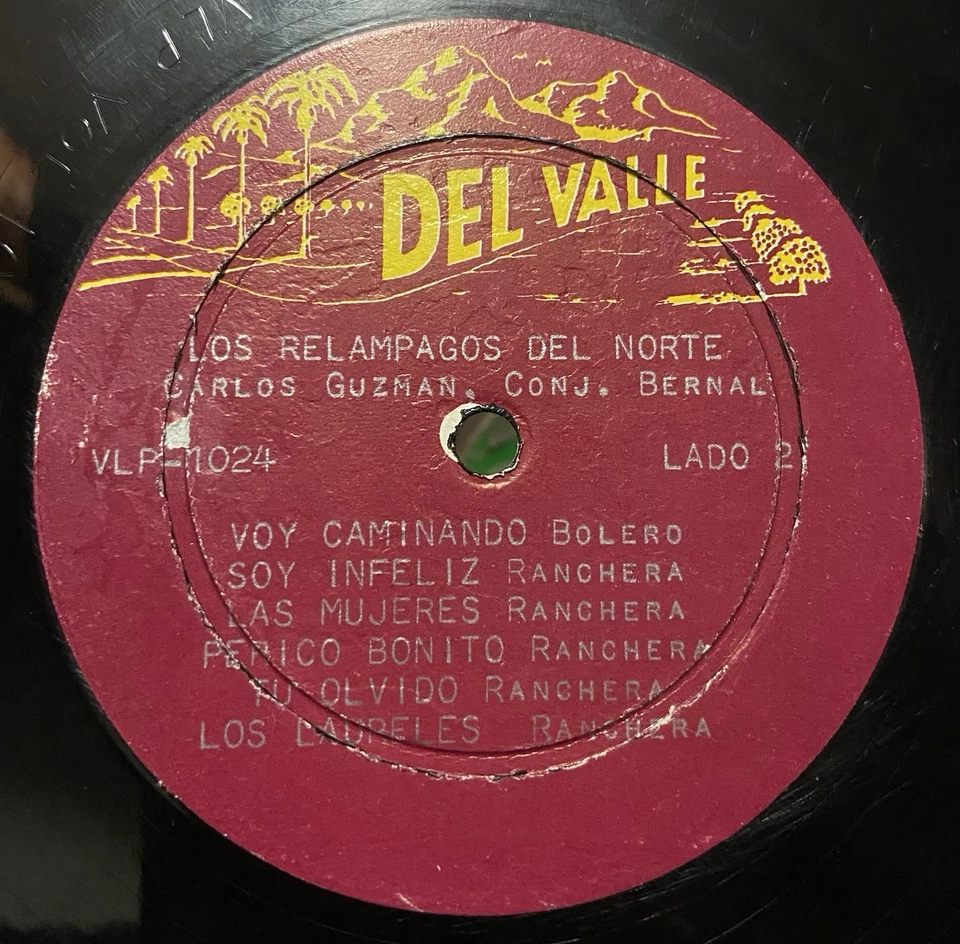 DEL VALLE
LOS RELAMPAGOS DEL NORTE
CARLOS GUZMAN. CONJ. BERNAL
VLP-1024 LADO 2
VOY CAMINANDO BOLERO
SOY INFELIZ RANCHERA
LAS MUJERES RANCHERA
PERICO BONITO RANCHERA
TU OLVIDO RANCHERA
LOS LAURELES RANCHERA